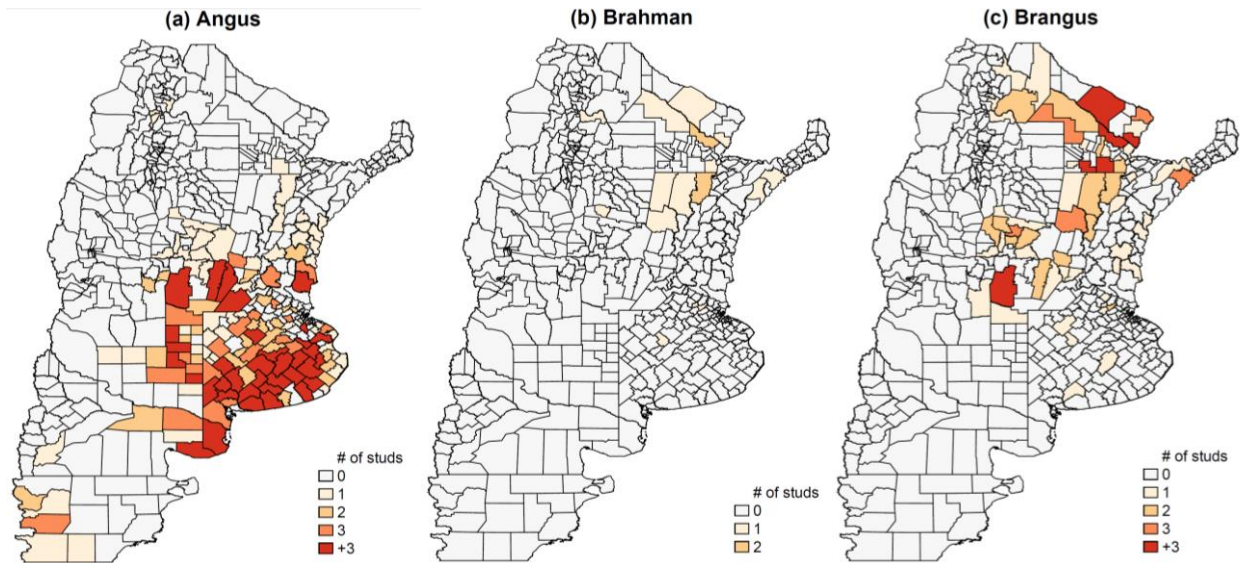 (a) Angus
(b) Brahman
(c) Brangus
# of studs
0
1
2
3
+3
# of studs
0
1
2
# of studs
0
1
2
3
+3